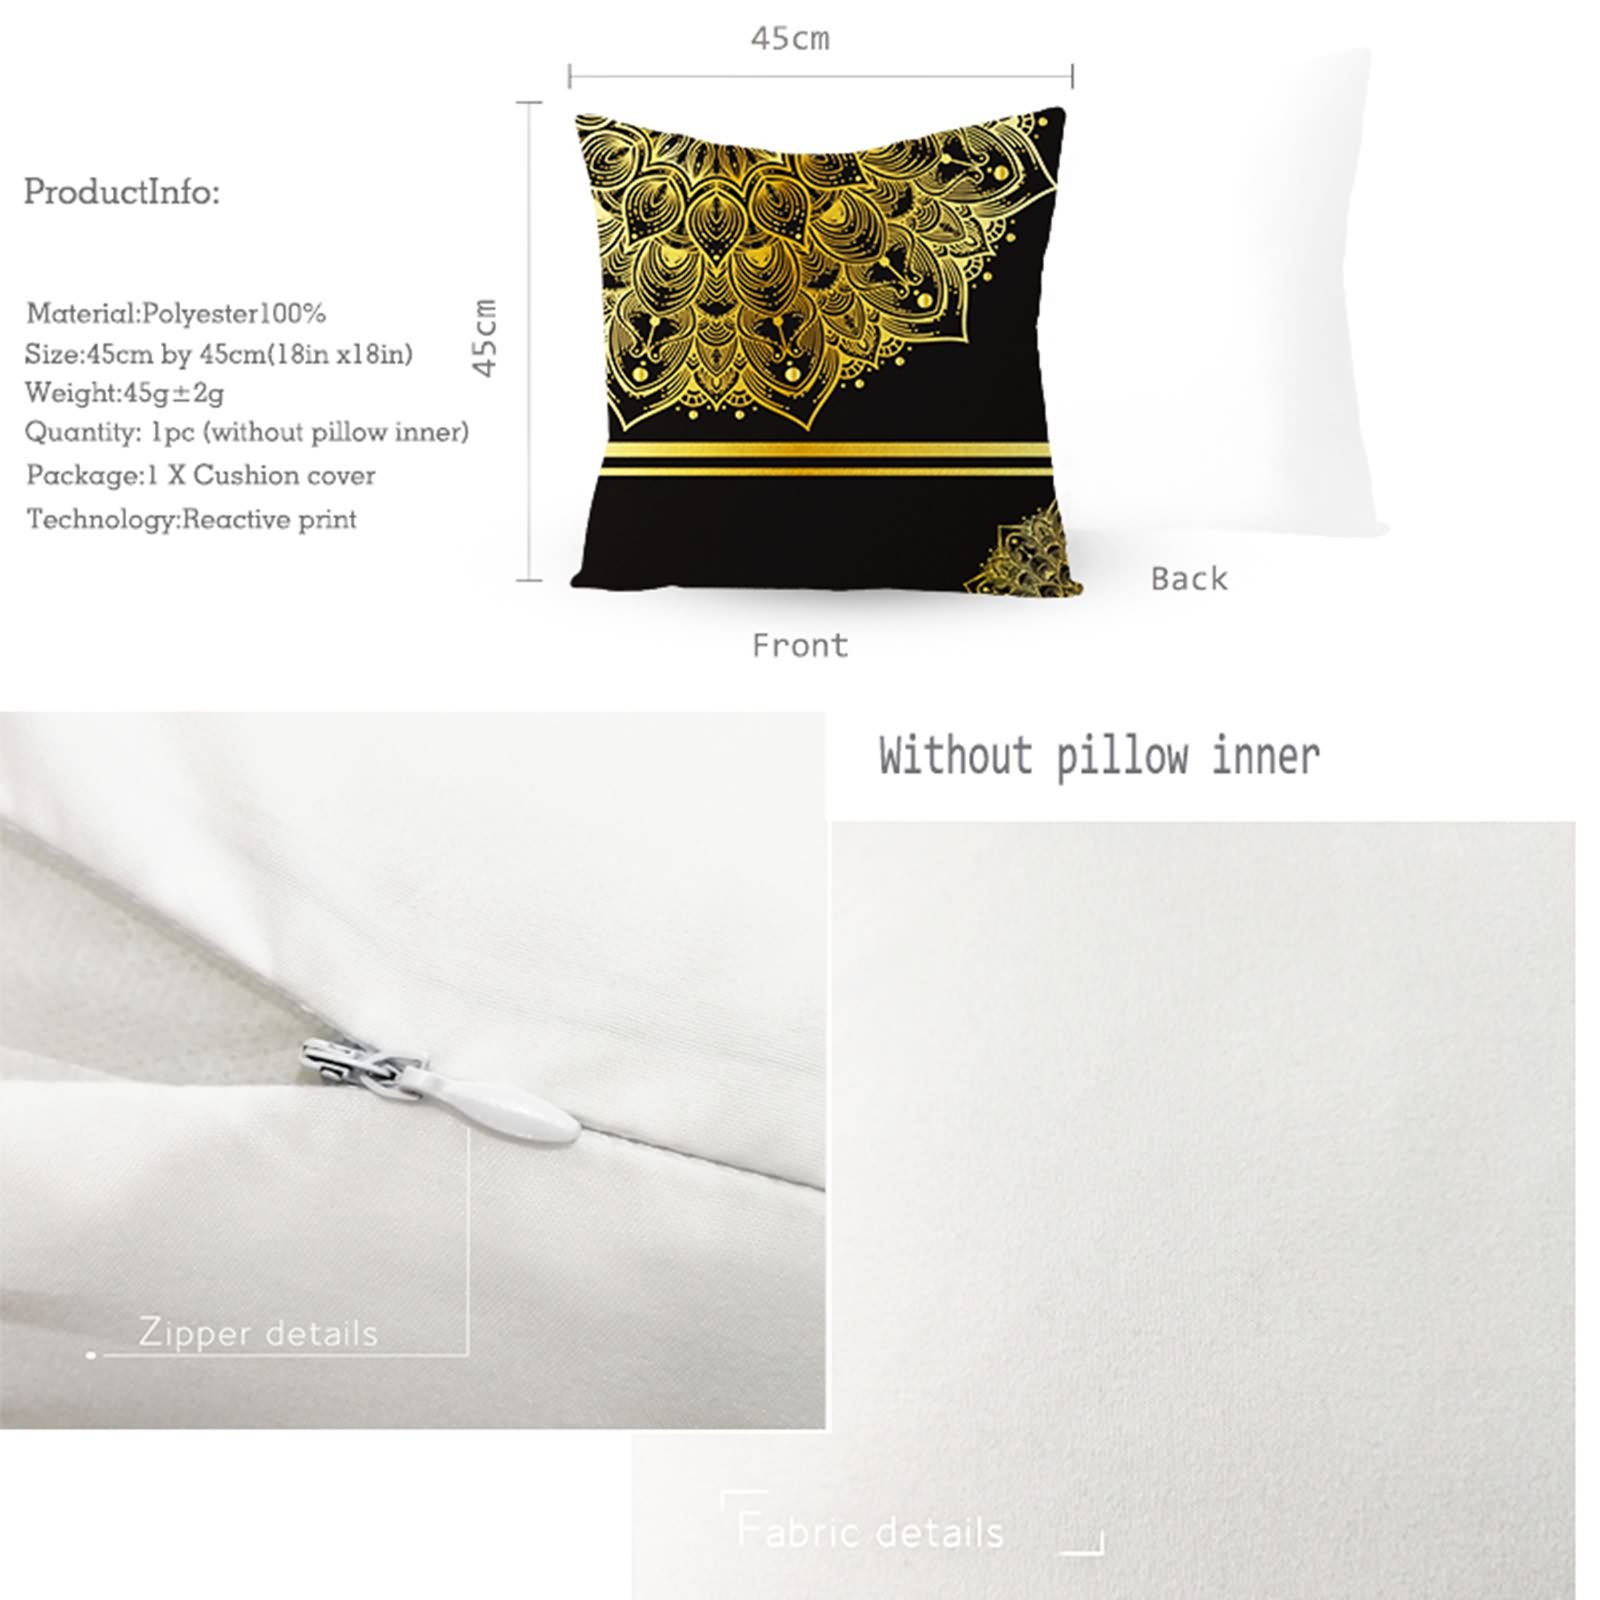 45cm
45cm
ProductInfo:
Material:Polyester100%
Size:45cm by 45cm(18in x18in)
Weight:45g±2g
Quantity: 1pc (without pillow inner)
Package:1 X Cushion cover
Technology:Reactive print
Back
Front
Without pillow inner
Zipper details
Fabric details